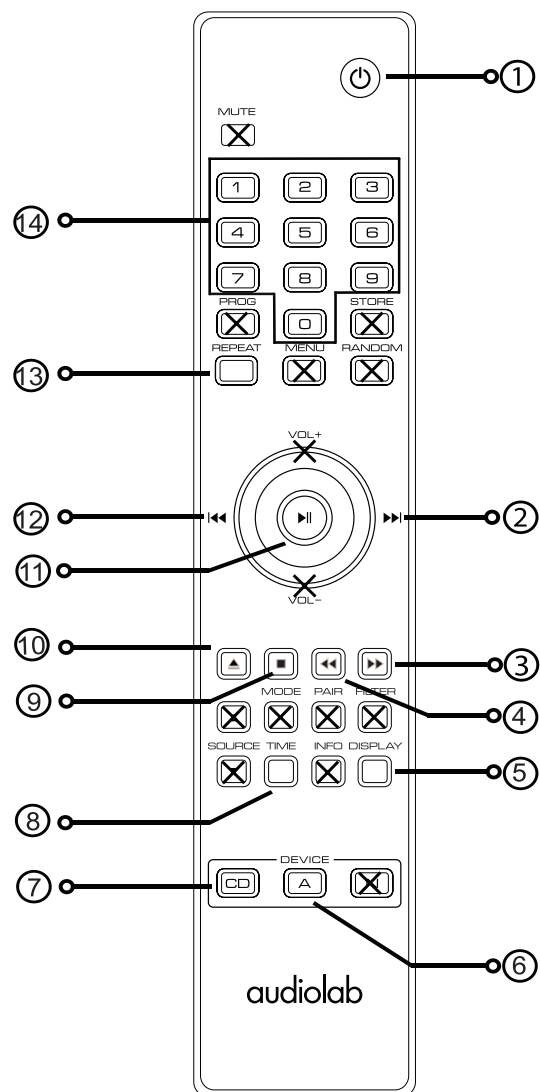 1
MUTE
1 2 3
14
4 5 6
7 8 9
PROG STORE
0
REPEAT MENU RANDOM
13
VOL+
12 2
11
VOL-
10
3
9
MODE PAIR FILTER
4
SOURCE TIME INFO DISPLAY
5
8
DEVICE
7
CD A
6
audiolab